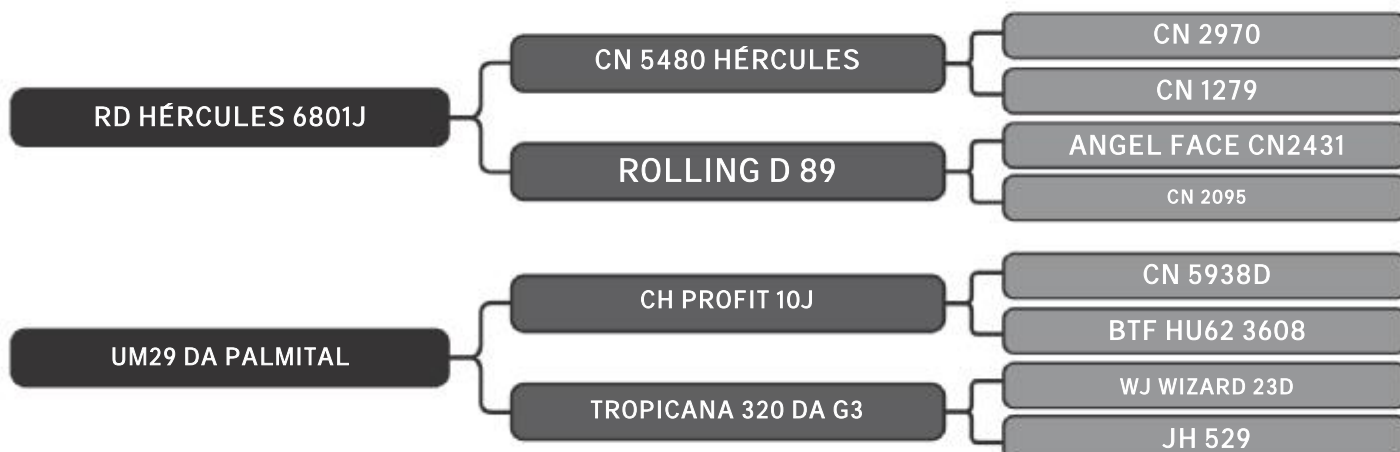 RD HÉRCULES 6801J
CN 5480 HÉRCULES
CN 2970
CN 1279
ROLLING D 89
ANGEL FACE CN2431
CN 2095
UM29 DA PALMITAL
CH PROFIT 10J
CN 5938D
BTF HU62 3608
TROPICANA 320 DA G3
WJ WIZARD 23D
JH 529